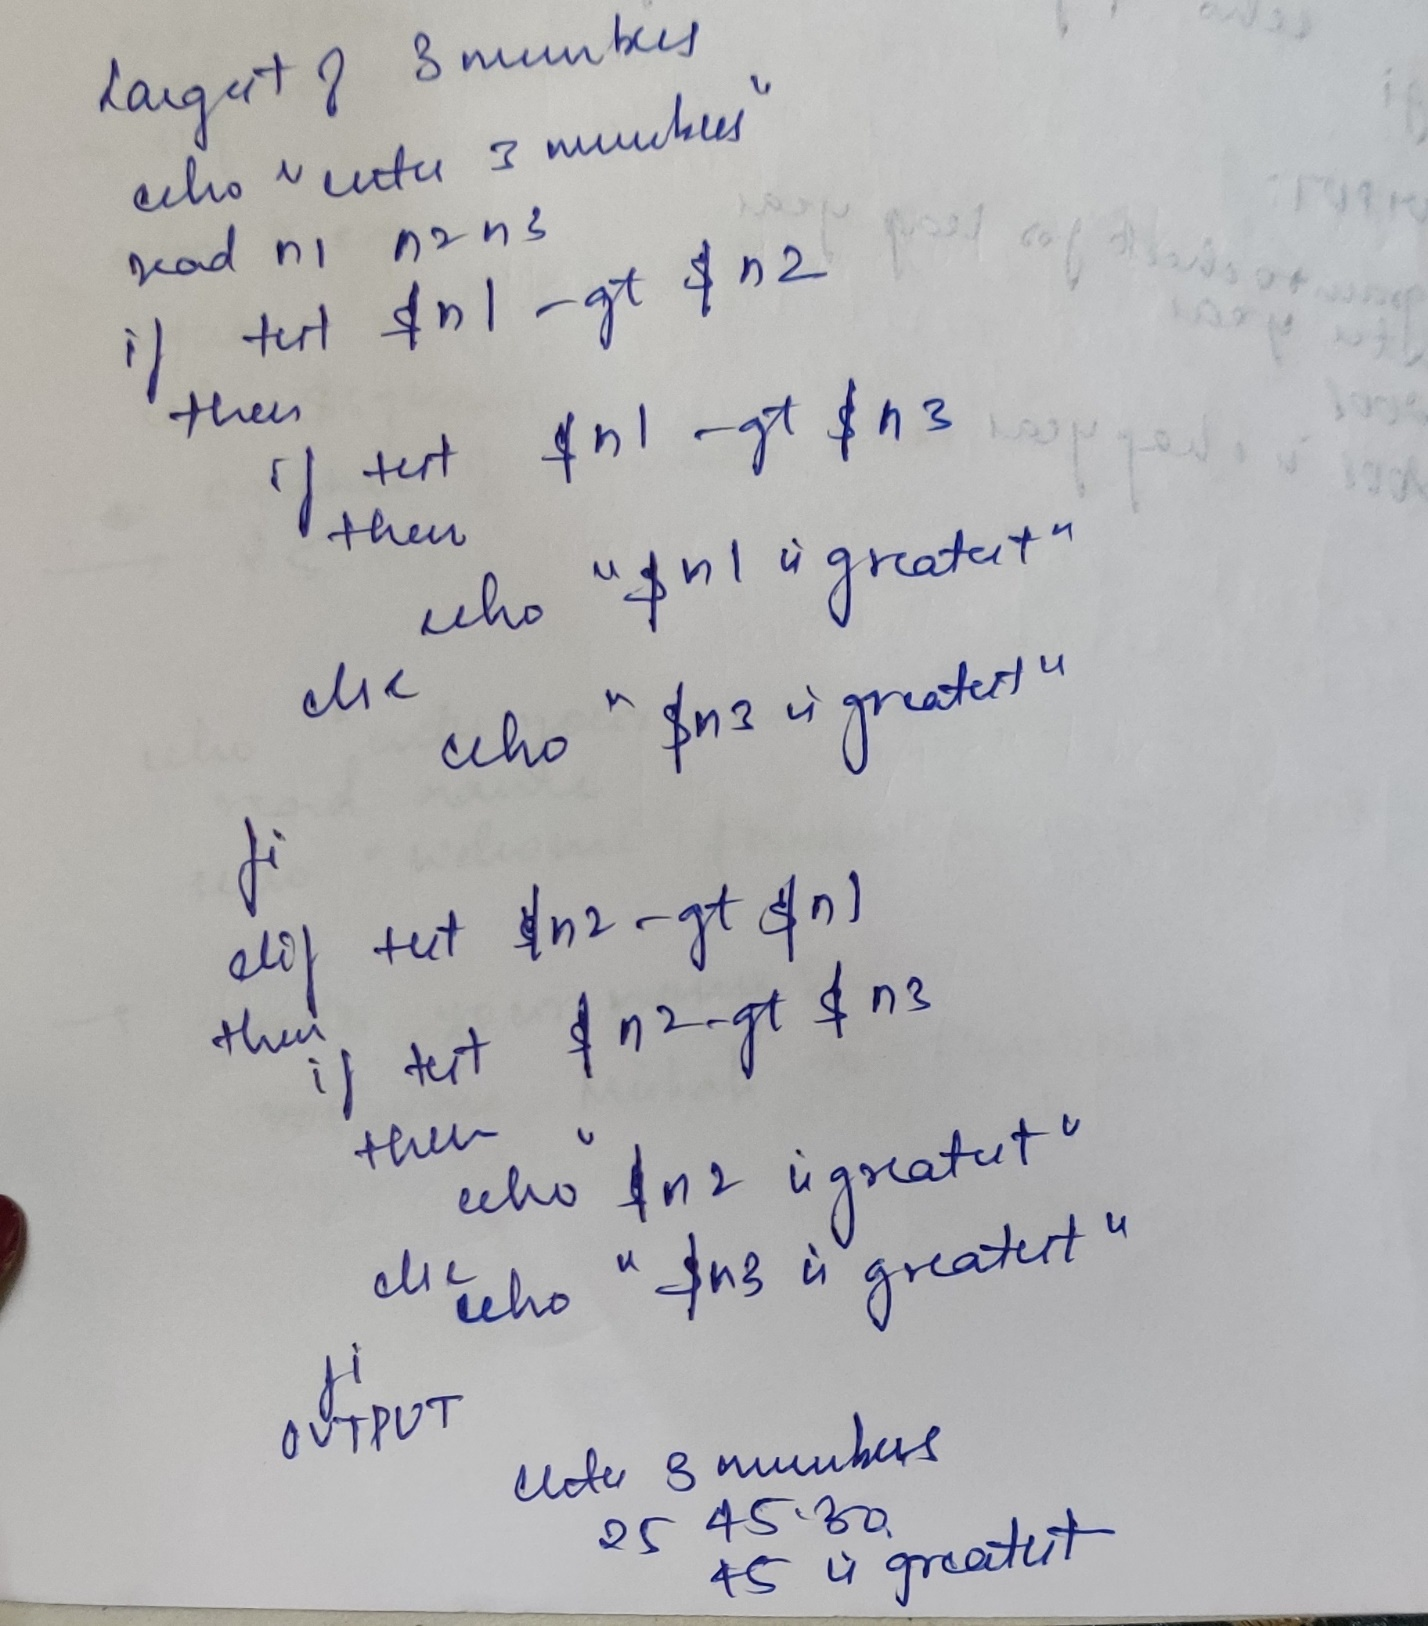 Largest of 3 numbers
echo "enter 3 numbers"
read n1 n2 n3
if test $n1 -gt $n2
then
if test $n1 -gt $n3
then
echo "$n1 is greatest"
else
echo "$n3 is greatest"
fi
elif test $n2 -gt $n1
then
if test $n2 -gt $n3
then
echo "$n2 is greatest"
else
echo "$n3 is greatest"
fi
OUTPUT
Enter 3 numbers
25 45 30
45 is greatest